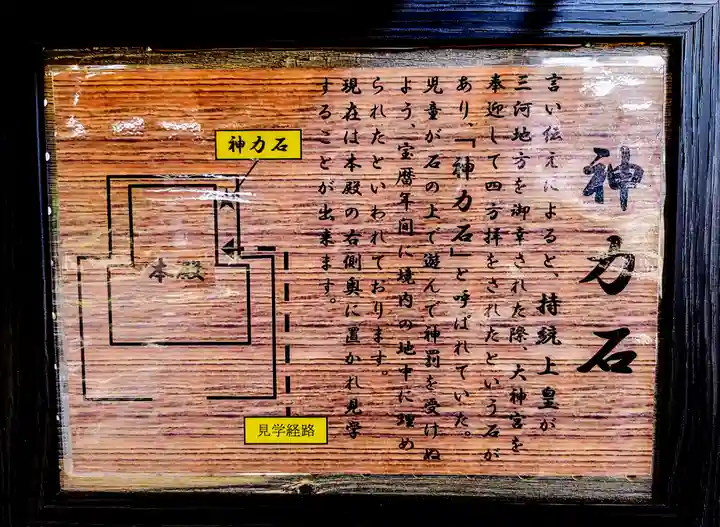 神力石
言い伝えによると、持統上皇が
三河地方を御幸された際、大神宮を
奉迎して四方拝をされたという石が
あり、「神力石」と呼ばれていた。
児童が石の上で遊んで神罰を受けぬ
よう、宝暦年間に境内の地中に埋め
られたといわれております。
現在は本殿の右側奥に置かれ見学
することが出来ます。
神力石
本殿
見学経路